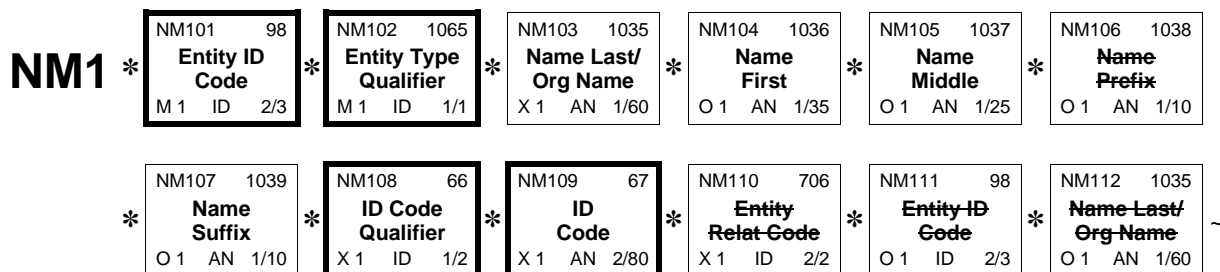 NM101 98 NM102 1065 NM103 1035 NM104 1036 NM105 1037 NM106 1038
NM1 * Entity ID * Entity Type * Name Last/ * Name * Name * Name
Code Qualifier Org Name First Middle Prefix
M 1 ID 2/3 M 1 ID 1/1 X 1 AN 1/60 O 1 AN 1/35 O 1 AN 1/25 O 1 AN 1/10
NM107 1039 NM108 66 NM109 67 NM110 706 NM111 98 NM112 1035
* Name * ID Code * ID * Entity * Entity ID * Name Last/ ~
Suffix Qualifier Code Relat Code Code Org Name
O 1 AN 1/10 X 1 ID 1/2 X 1 AN 2/80 X 1 ID 2/2 O 1 ID 2/3 O 1 AN 1/60